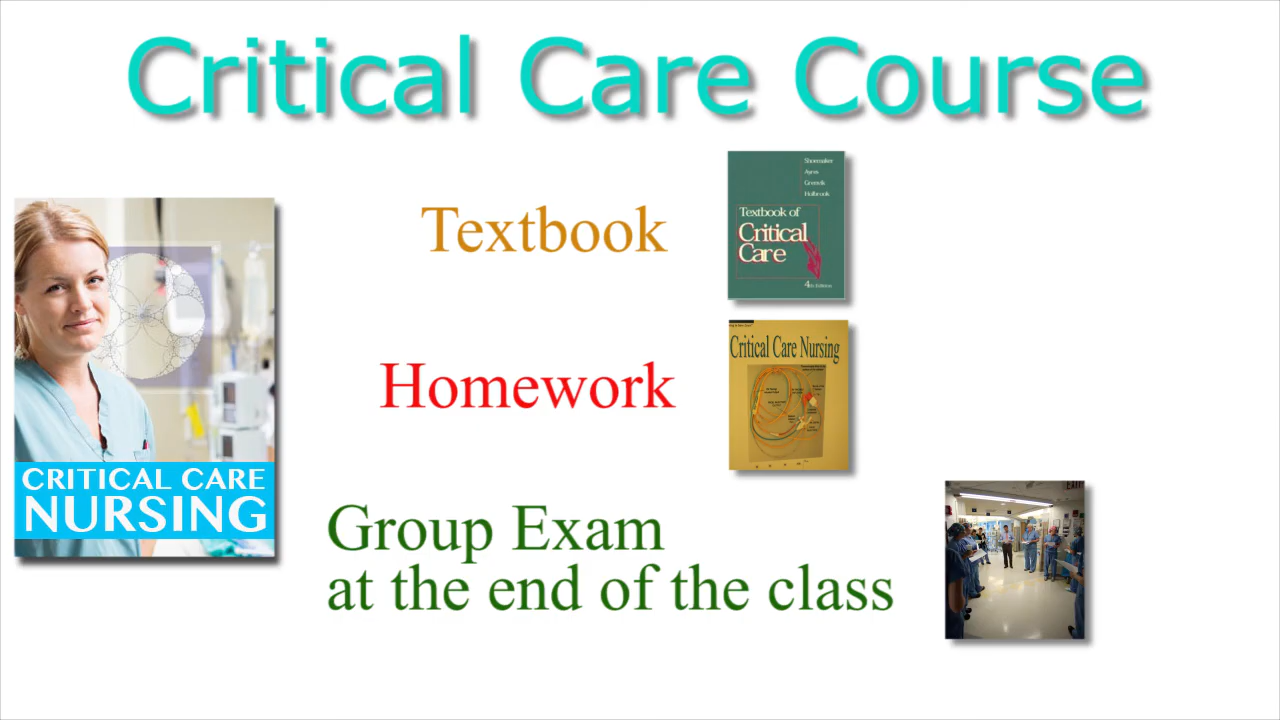 Critical Care Course
Textbook
Shoemaker
Ayres
Grenvik
Holbrook
Textbook of
Critical
Care
4th Edition
Homework
Critical Care Nursing
CRITICAL CARE
NURSING
Group Exam
at the end of the class
EXIT